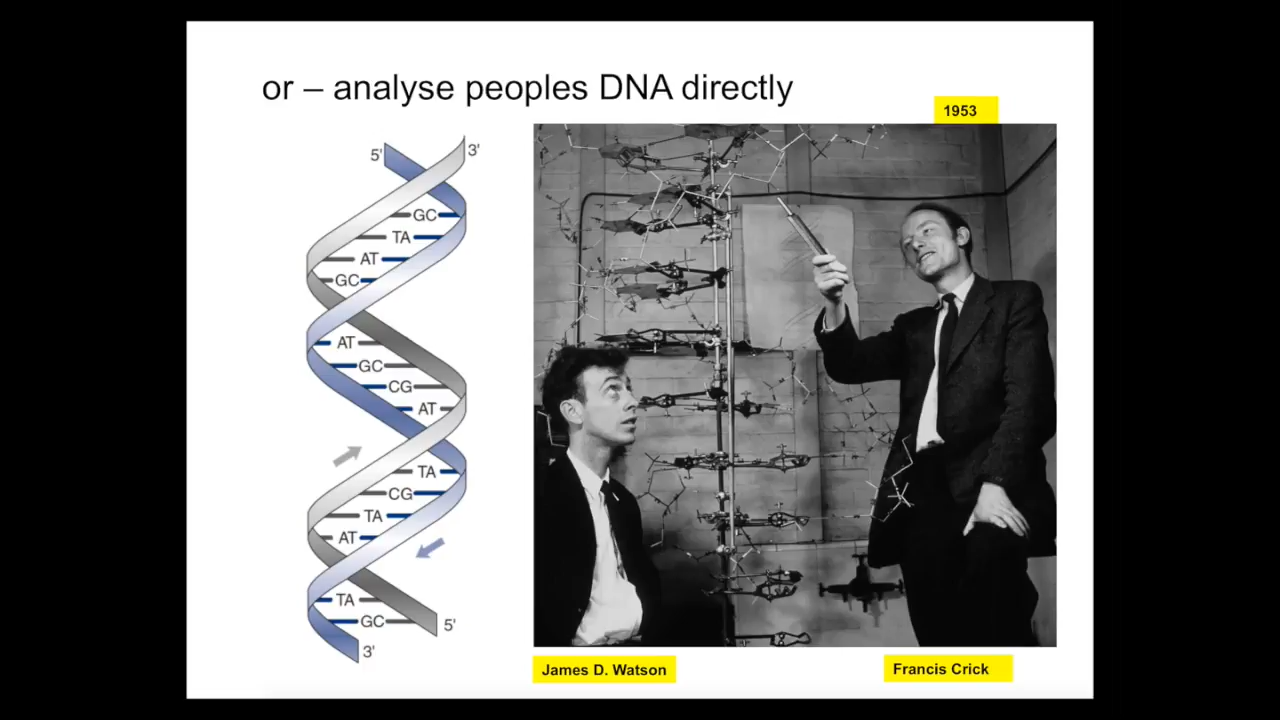 or – analyse peoples DNA directly
1953
5'
3'
GC
TA
AT
GC
AT
GC
CG
AT
TA
CG
TA
AT
TA
GC
5'
3'
James D. Watson
Francis Crick